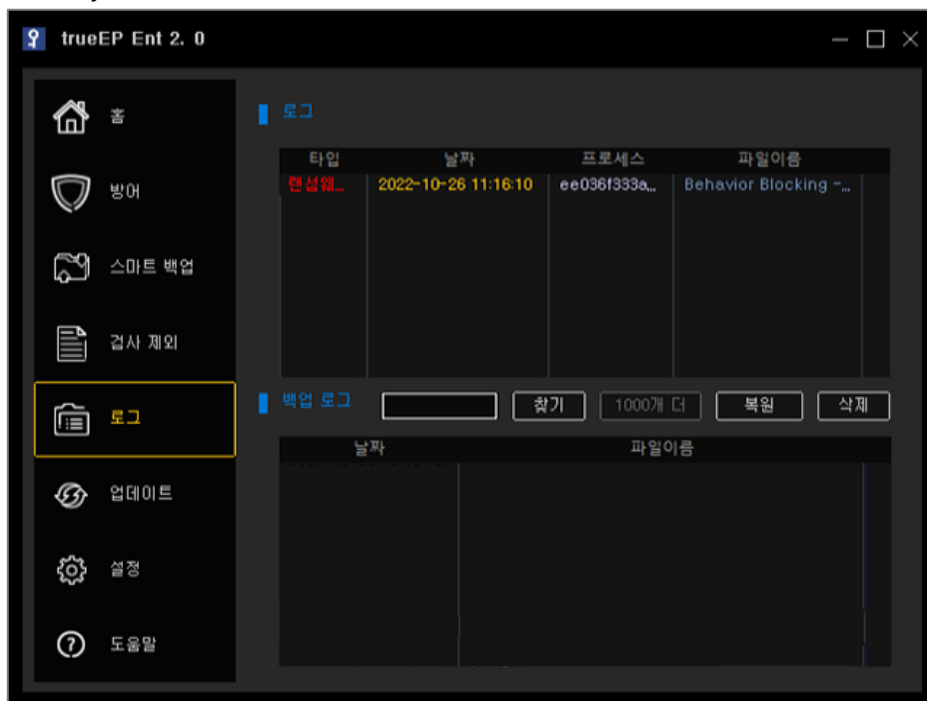 trueEP Ent 2. 0
홈
방어
스마트 백업
검사 제외
로그
업데이트
설정
도움말
로그
타입 날짜 프로세스 파일이름
랜섬웨... 2022-10-26 11:16:10 ee036f333a... Behavior Blocking -...
백업 로그 찾기 1000개 더 복원 삭제
날짜 파일이름